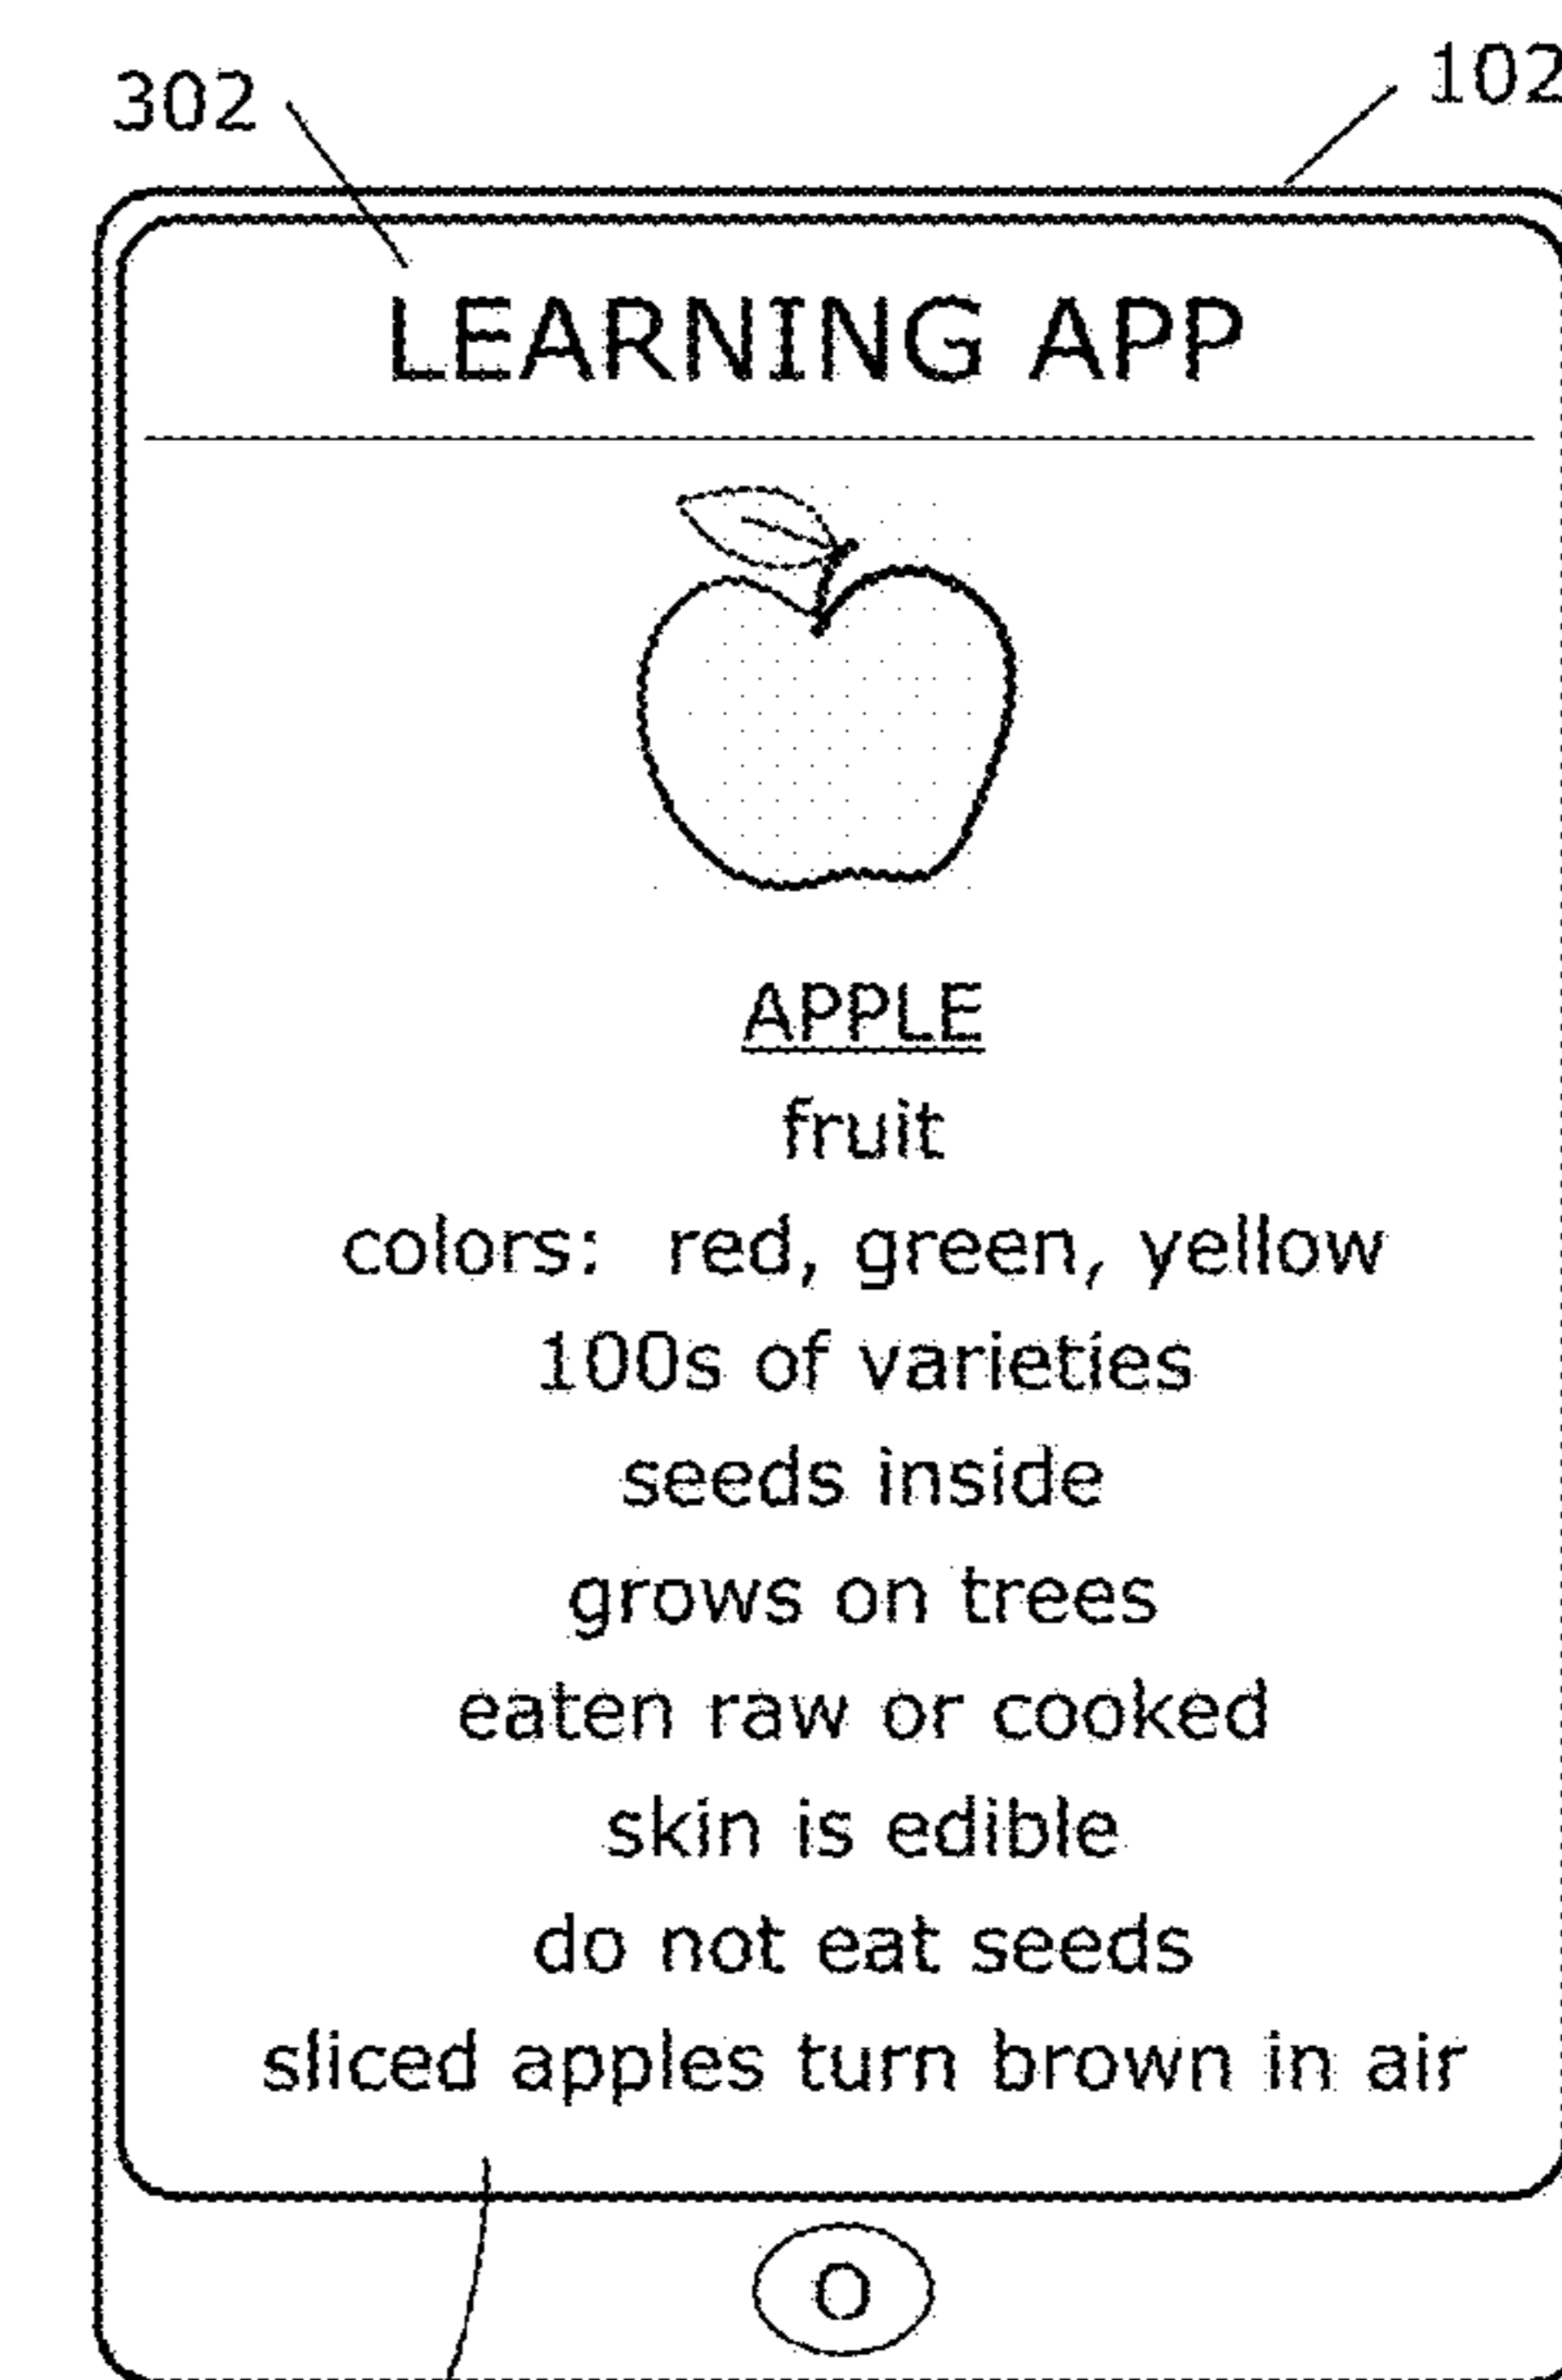 302 102
LEARNING APP
APPLE
fruit
colors: red, green, yellow
100s of varieties
seeds inside
grows on trees
eaten raw or cooked
skin is edible
do not eat seeds
sliced apples turn brown in air
O